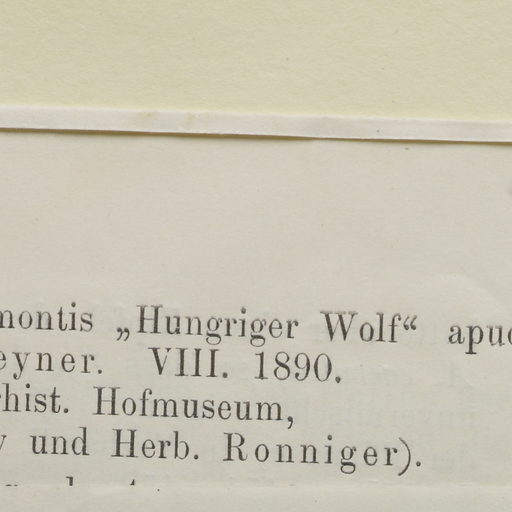 montis „Hungriger Wolf“ apud
eyner. VIII. 1890.
hist. Hofmuseum,
und Herb. Ronniger).